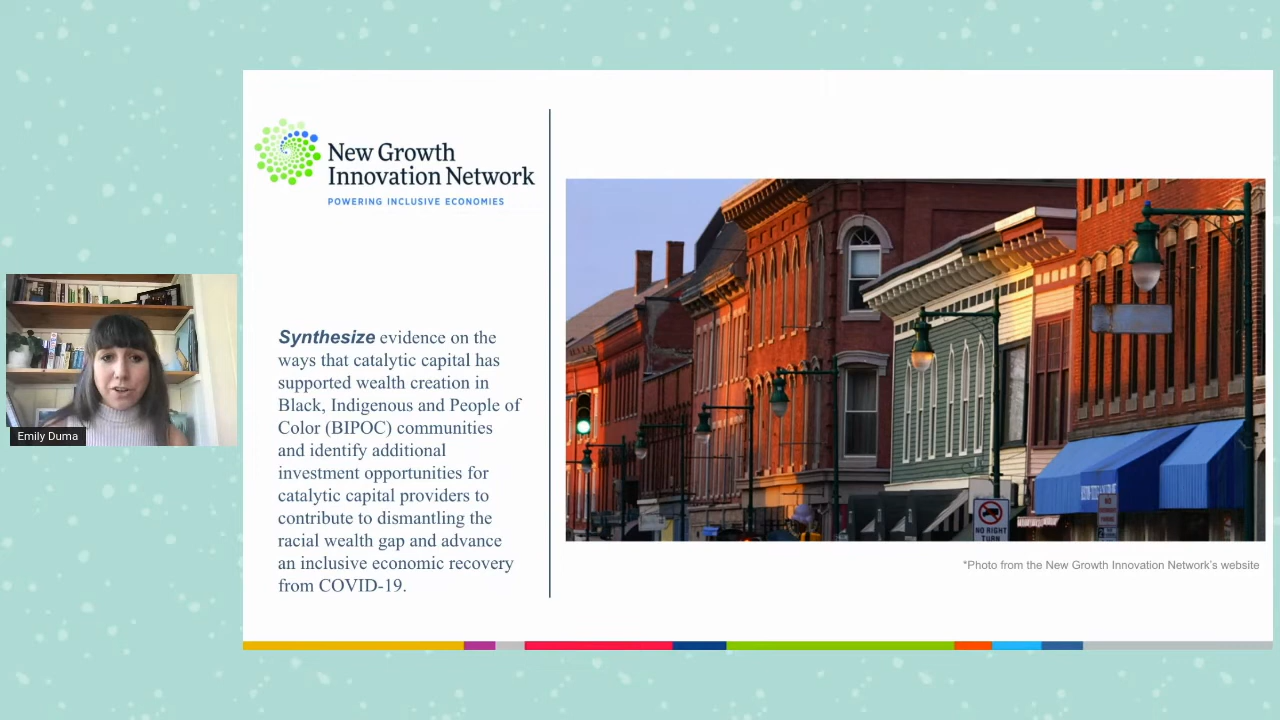 New Growth
Innovation Network
POWERING INCLUSIVE ECONOMIES
Synthesize evidence on the
ways that catalytic capital has
supported wealth creation in
Black, Indigenous and People of
Color (BIPOC) communities
and identify additional
investment opportunities for
catalytic capital providers to
contribute to dismantling the
racial wealth gap and advance
an inclusive economic recovery
from COVID-19.
NO RIGHT
TURN
*Photo from the New Growth Innovation Network's website
Emily Duma